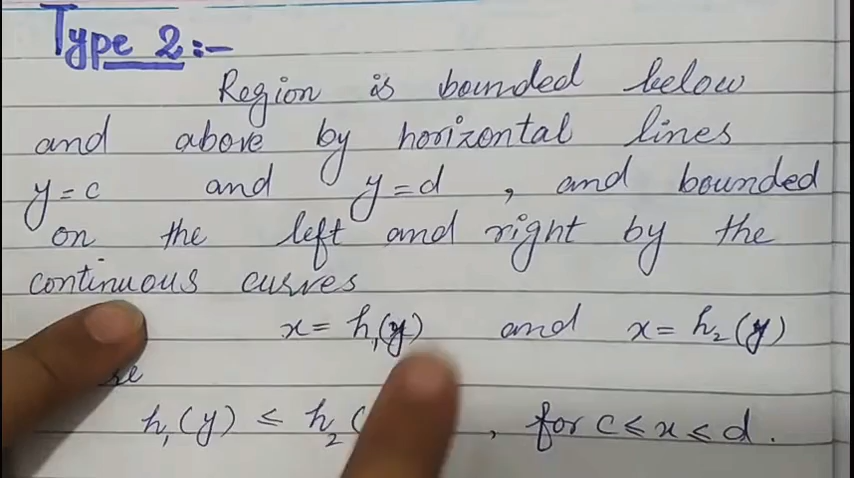 Type 2:-
Region is bounded below
and above by horizontal lines
y = c and y = d , and bounded
on the left and right by the
continuous curves
x = h₁(y) and x = h₂(y)
h₁(y) ≤ h₂( , for c ≤ x ≤ d.